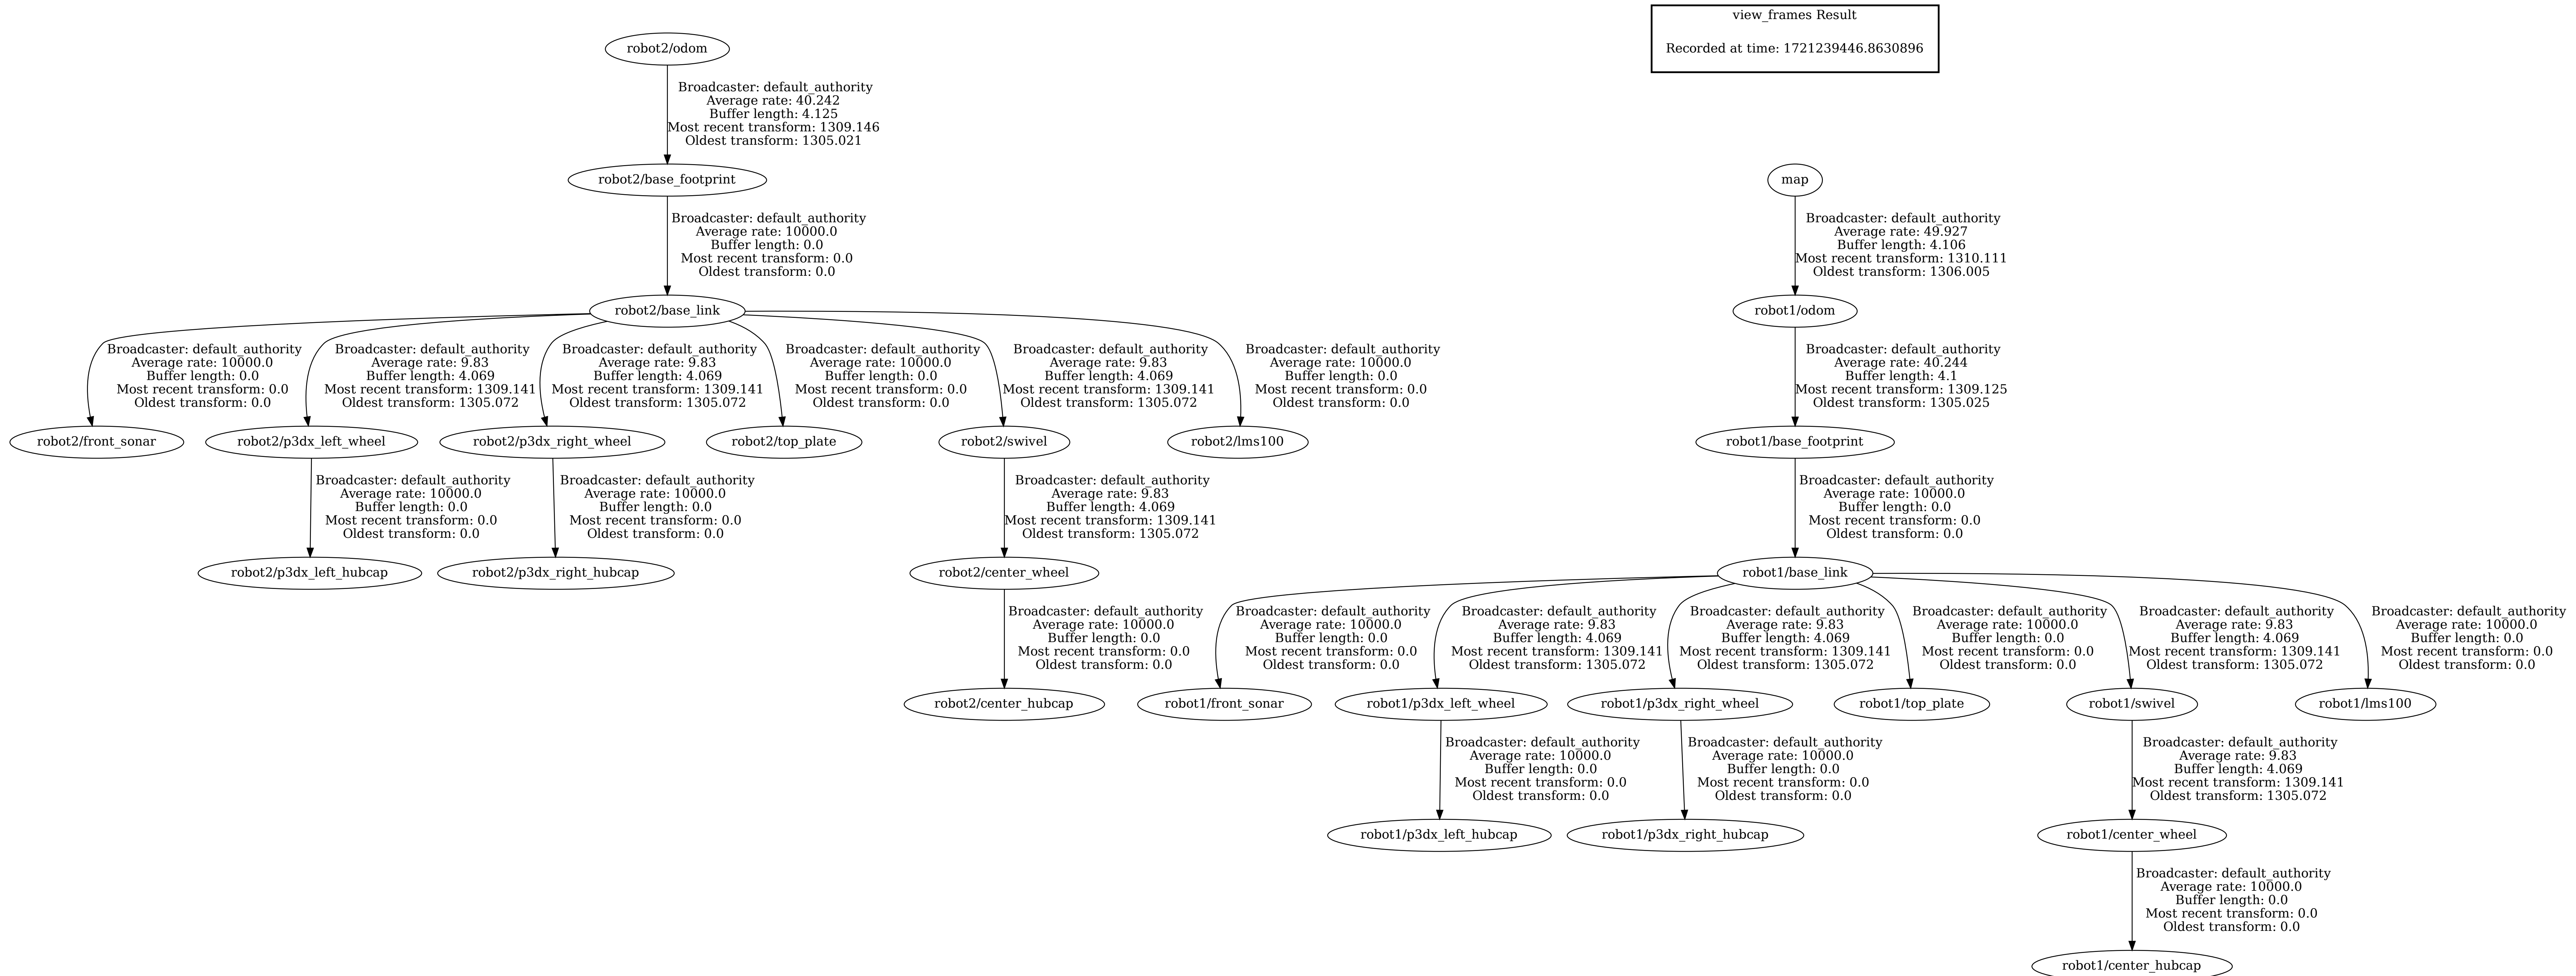 view_frames Result
Recorded at time: 1721239446.8630896
robot2/odom
Broadcaster: default_authority
Average rate: 40.242
Buffer length: 4.125
Most recent transform: 1309.146
Oldest transform: 1305.021
robot2/base_footprint
Broadcaster: default_authority
Average rate: 10000.0
Buffer length: 0.0
Most recent transform: 0.0
Oldest transform: 0.0
robot2/base_link
Broadcaster: default_authority
Average rate: 10000.0
Buffer length: 0.0
Most recent transform: 0.0
Oldest transform: 0.0
robot2/front_sonar
Broadcaster: default_authority
Average rate: 9.83
Buffer length: 4.069
Most recent transform: 1309.141
Oldest transform: 1305.072
robot2/p3dx_left_wheel
Broadcaster: default_authority
Average rate: 9.83
Buffer length: 4.069
Most recent transform: 1309.141
Oldest transform: 1305.072
robot2/p3dx_right_wheel
Broadcaster: default_authority
Average rate: 10000.0
Buffer length: 0.0
Most recent transform: 0.0
Oldest transform: 0.0
robot2/top_plate
Broadcaster: default_authority
Average rate: 9.83
Buffer length: 4.069
Most recent transform: 1309.141
Oldest transform: 1305.072
robot2/swivel
Broadcaster: default_authority
Average rate: 10000.0
Buffer length: 0.0
Most recent transform: 0.0
Oldest transform: 0.0
robot2/lms100
Broadcaster: default_authority
Average rate: 10000.0
Buffer length: 0.0
Most recent transform: 0.0
Oldest transform: 0.0
robot2/p3dx_left_hubcap
Broadcaster: default_authority
Average rate: 10000.0
Buffer length: 0.0
Most recent transform: 0.0
Oldest transform: 0.0
robot2/p3dx_right_hubcap
Broadcaster: default_authority
Average rate: 9.83
Buffer length: 4.069
Most recent transform: 1309.141
Oldest transform: 1305.072
robot2/center_wheel
Broadcaster: default_authority
Average rate: 10000.0
Buffer length: 0.0
Most recent transform: 0.0
Oldest transform: 0.0
robot2/center_hubcap
map
Broadcaster: default_authority
Average rate: 49.927
Buffer length: 4.106
Most recent transform: 1310.111
Oldest transform: 1306.005
robot1/odom
Broadcaster: default_authority
Average rate: 40.244
Buffer length: 4.1
Most recent transform: 1309.125
Oldest transform: 1305.025
robot1/base_footprint
Broadcaster: default_authority
Average rate: 10000.0
Buffer length: 0.0
Most recent transform: 0.0
Oldest transform: 0.0
robot1/base_link
Broadcaster: default_authority
Average rate: 10000.0
Buffer length: 0.0
Most recent transform: 0.0
Oldest transform: 0.0
robot1/front_sonar
Broadcaster: default_authority
Average rate: 9.83
Buffer length: 4.069
Most recent transform: 1309.141
Oldest transform: 1305.072
robot1/p3dx_left_wheel
Broadcaster: default_authority
Average rate: 9.83
Buffer length: 4.069
Most recent transform: 1309.141
Oldest transform: 1305.072
robot1/p3dx_right_wheel
Broadcaster: default_authority
Average rate: 10000.0
Buffer length: 0.0
Most recent transform: 0.0
Oldest transform: 0.0
robot1/top_plate
Broadcaster: default_authority
Average rate: 9.83
Buffer length: 4.069
Most recent transform: 1309.141
Oldest transform: 1305.072
robot1/swivel
Broadcaster: default_authority
Average rate: 10000.0
Buffer length: 0.0
Most recent transform: 0.0
Oldest transform: 0.0
robot1/lms100
Broadcaster: default_authority
Average rate: 10000.0
Buffer length: 0.0
Most recent transform: 0.0
Oldest transform: 0.0
robot1/p3dx_left_hubcap
Broadcaster: default_authority
Average rate: 10000.0
Buffer length: 0.0
Most recent transform: 0.0
Oldest transform: 0.0
robot1/p3dx_right_hubcap
Broadcaster: default_authority
Average rate: 9.83
Buffer length: 4.069
Most recent transform: 1309.141
Oldest transform: 1305.072
robot1/center_wheel
Broadcaster: default_authority
Average rate: 10000.0
Buffer length: 0.0
Most recent transform: 0.0
Oldest transform: 0.0
robot1/center_hubcap